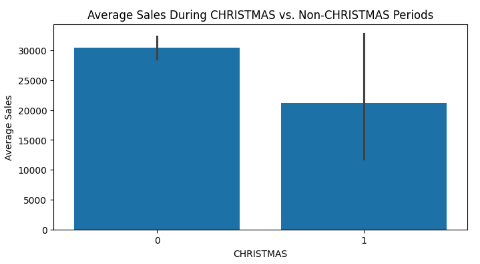 Average Sales During CHRISTMAS vs. Non-CHRISTMAS Periods
30000
25000
20000
15000
10000
5000
0
Average Sales
0 1
CHRISTMAS